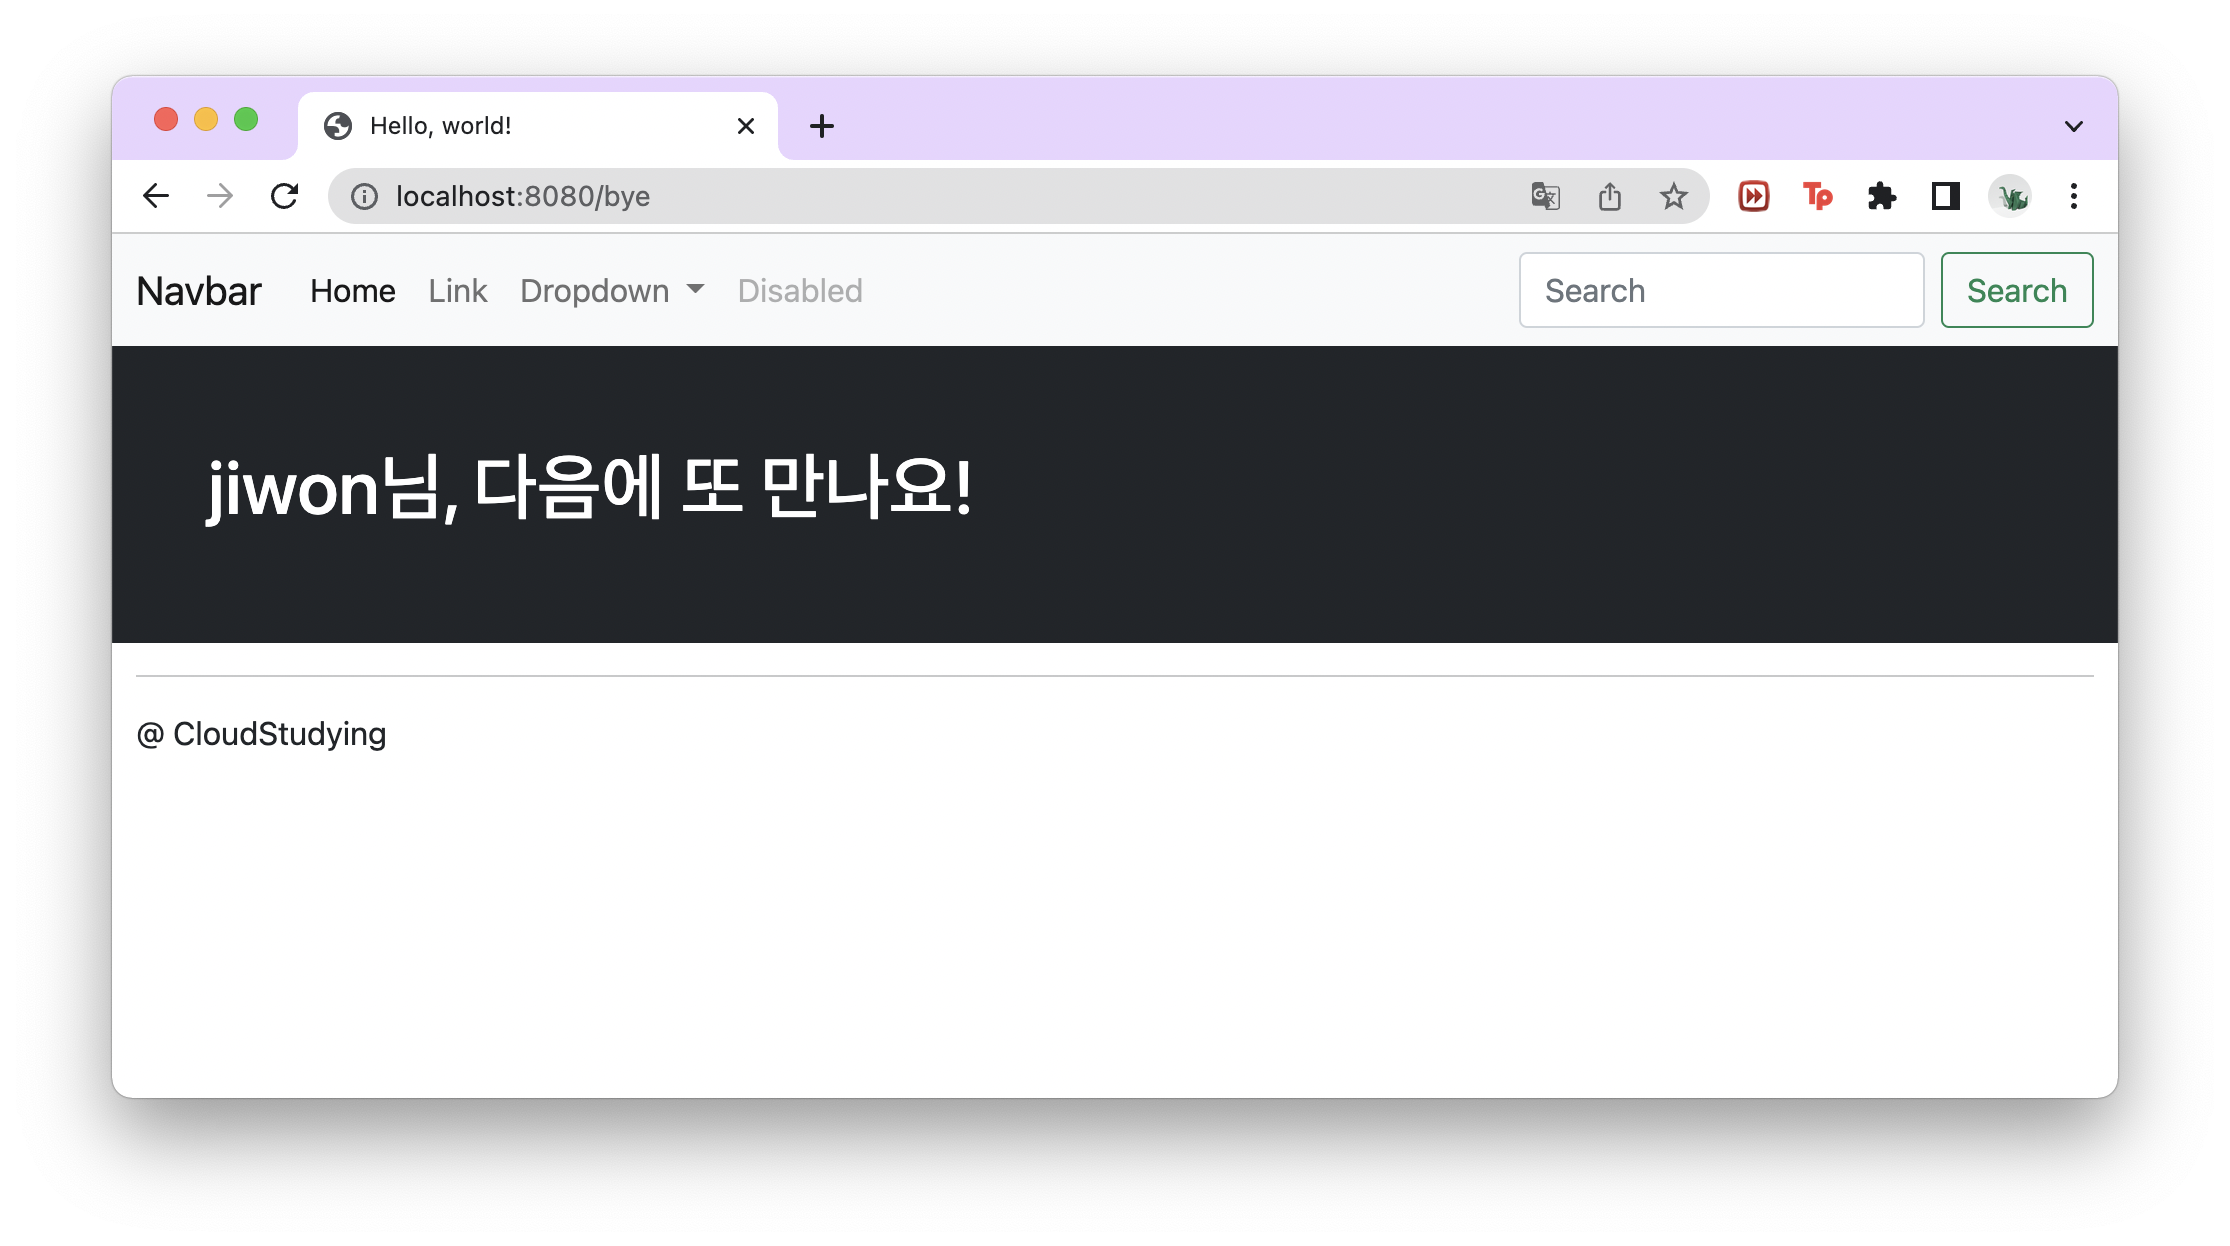 Hello, world!
localhost:8080/bye
Navbar Home Link Dropdown Disabled Search Search
jiwon님, 다음에 또 만나요!
@ CloudStudying